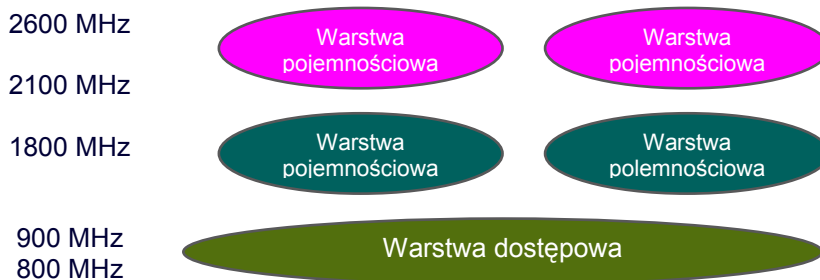 2600 MHz
Warstwa
pojemnościowa
Warstwa
pojemnościowa
2100 MHz
1800 MHz
Warstwa
pojemnościowa
Warstwa
polemnościowa
900 MHz
Warstwa dostępowa
800 MHz